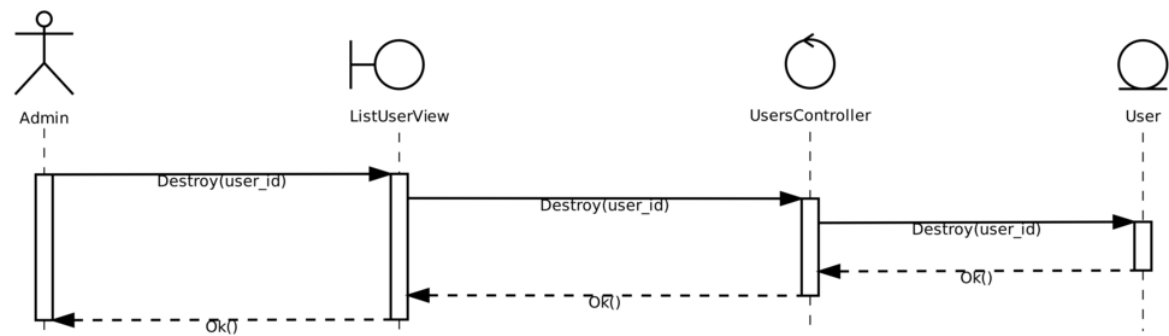 Admin
ListUserView
UsersController
User
Destroy(user_id)
Destroy(user_id)
Destroy(user_id)
Ok()
Ok()
Ok()